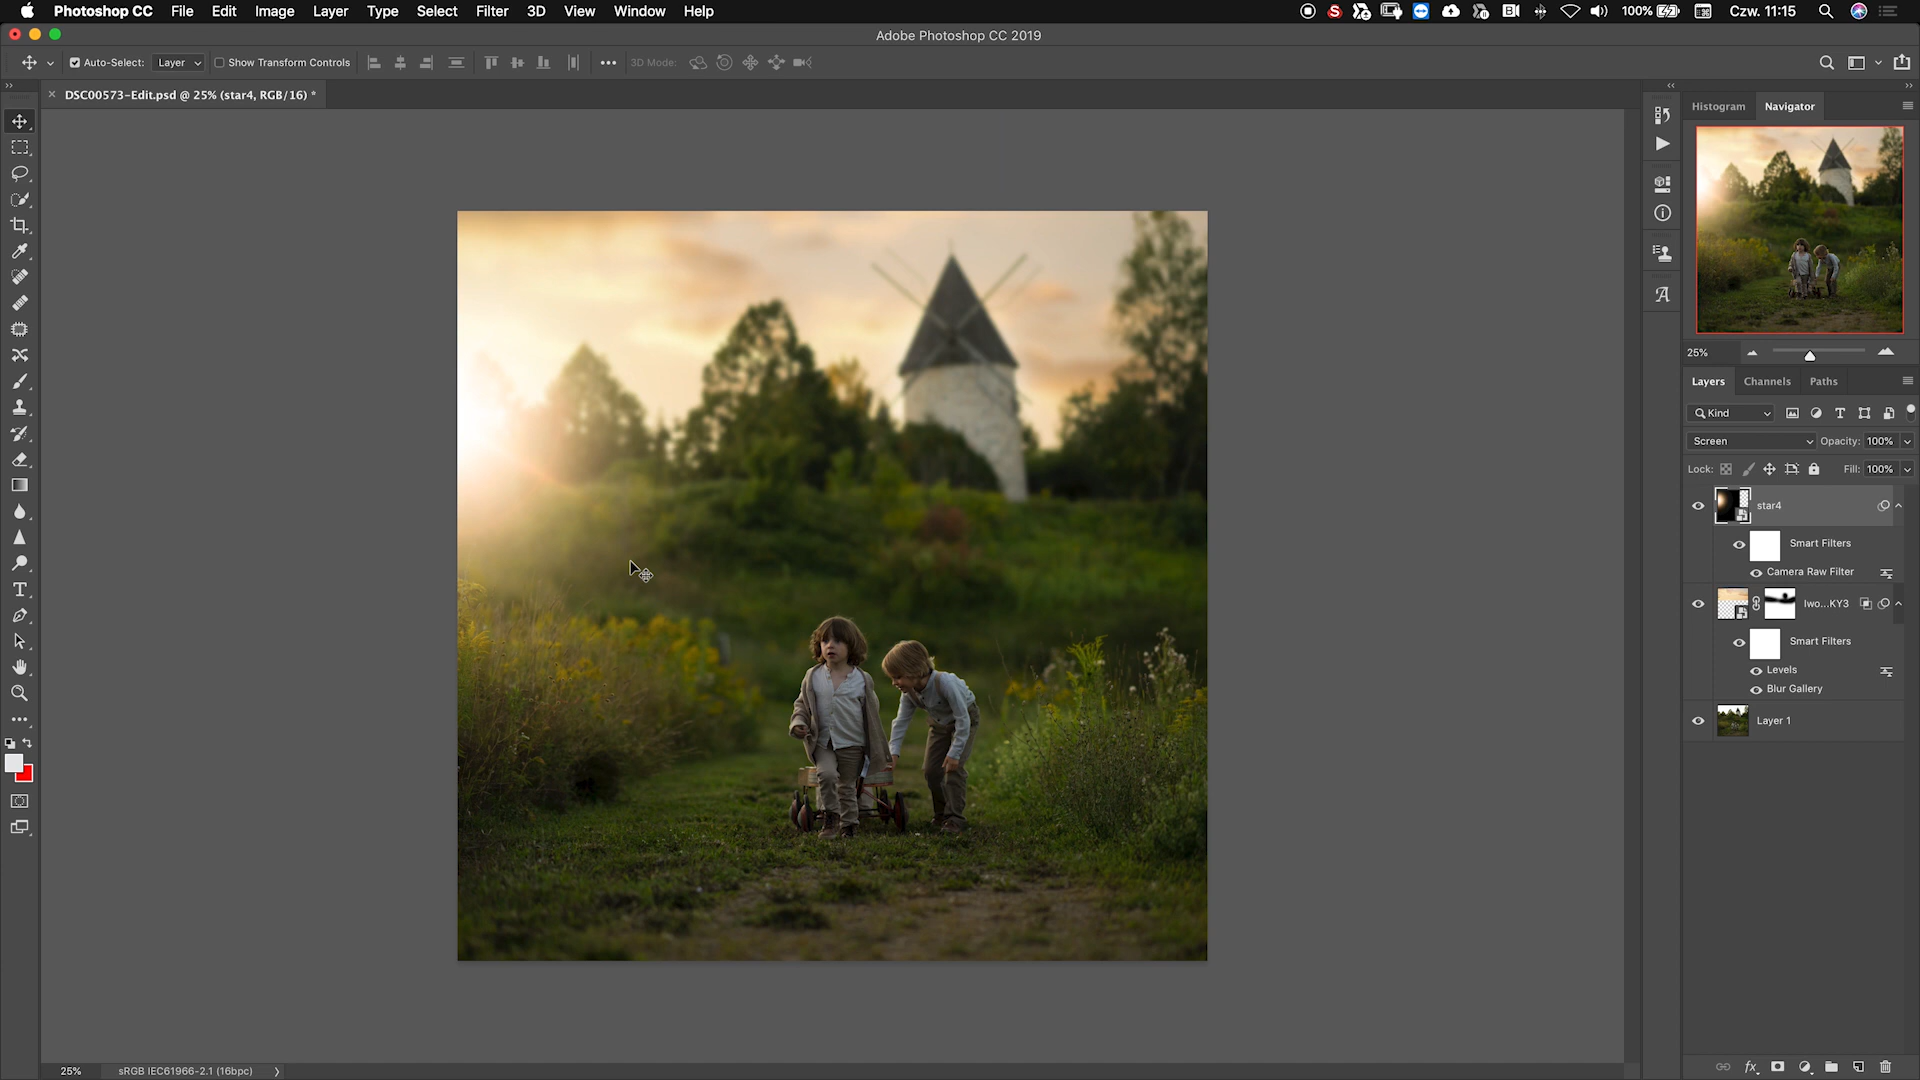 Photoshop CC File Edit Image Layer Type Select Filter 3D View Window Help 100% Czw. 11:15
Adobe Photoshop CC 2019
Auto-Select: Layer Show Transform Controls 3D Mode:
DSC00573-Edit.psd @ 25% (star4, RGB/16) *
Histogram Navigator
25%
Layers Channels Paths
Kind
Screen Opacity: 100%
Lock: Fill: 100%
star4
Smart Filters
Camera Raw Filter
Iwo...KY3
Smart Filters
Levels
Blur Gallery
Layer 1
25% sRGB IEC61966-2.1 (16bpc)